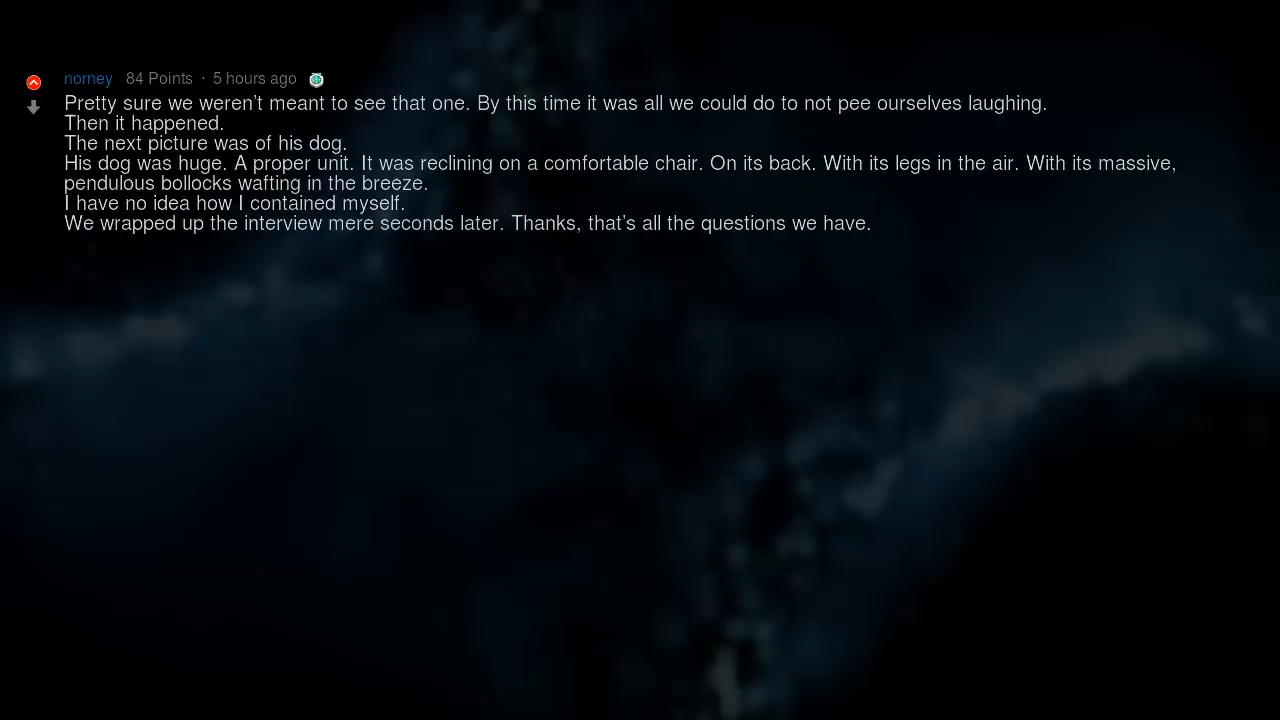 norney 84 Points · 5 hours ago
Pretty sure we weren't meant to see that one. By this time it was all we could do to not pee ourselves laughing.
Then it happened.
The next picture was of his dog.
His dog was huge. A proper unit. It was reclining on a comfortable chair. On its back. With its legs in the air. With its massive,
pendulous bollocks wafting in the breeze.
I have no idea how I contained myself.
We wrapped up the interview mere seconds later. Thanks, that's all the questions we have.